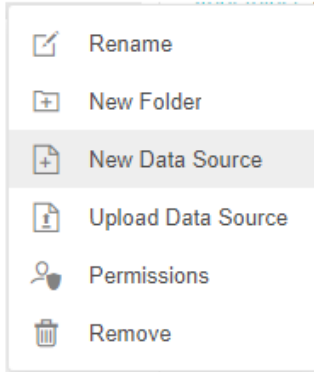 Rename
New Folder
New Data Source
Upload Data Source
Permissions
Remove